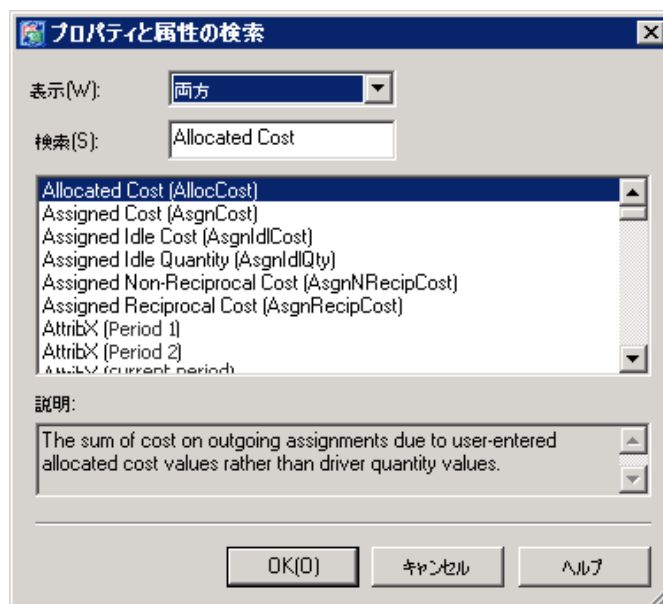 プロパティと属性の検索
表示(W):
両方
検索(S):
Allocated Cost
Allocated Cost (AllocCost)
Assigned Cost (AsgnCost)
Assigned Idle Cost (AsgnIdlCost)
Assigned Idle Quantity (AsgnIdlQty)
Assigned Non-Reciprocal Cost (AsgnNRecipCost)
Assigned Reciprocal Cost (AsgnRecipCost)
AttribX (Period 1)
AttribX (Period 2)
AttribX (current period)
説明:
The sum of cost on outgoing assignments due to user-entered
allocated cost values rather than driver quantity values.
OK(O)
キャンセル
ヘルプ